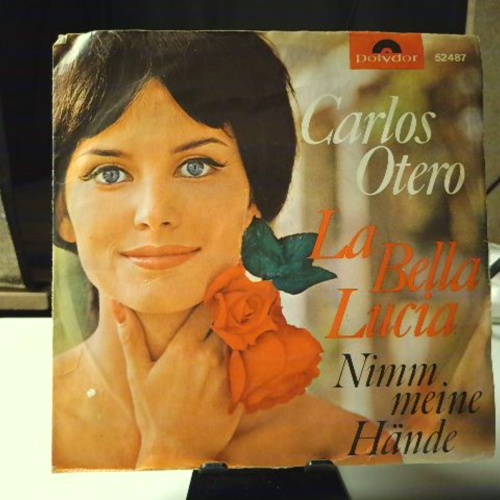 Polydor
52487
Carlos
Otero
La
Bella
Lucia
Nimm
meine
Hände